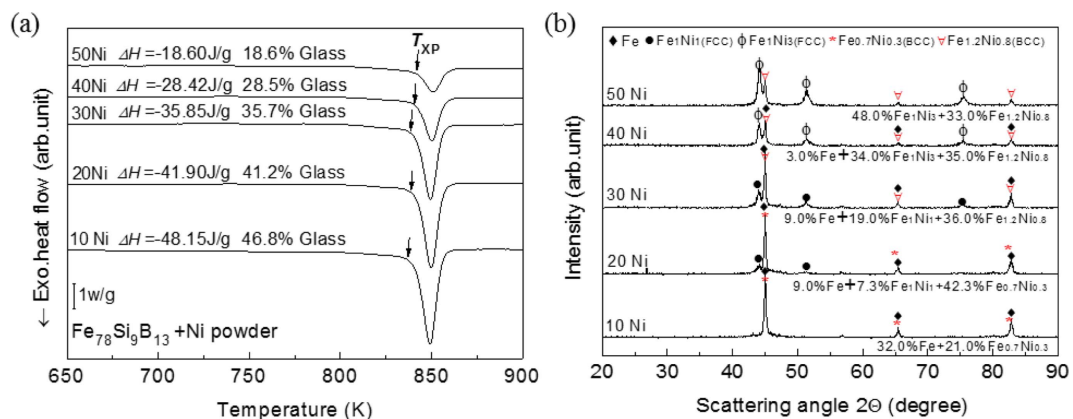 (a)
T_XP
50Ni ΔH =-18.60J/g 18.6% Glass
40Ni ΔH =-28.42J/g 28.5% Glass
30Ni ΔH =-35.85J/g 35.7% Glass
20Ni ΔH =-41.90J/g 41.2% Glass
10 Ni ΔH =-48.15J/g 46.8% Glass
1w/g
Fe78Si9B13 +Ni powder
← Exo.heat flow (arb.unit)
650 700 750 800 850 900
Temperature (K)
(b)
◆ Fe ● Fe1Ni1(FCC) ϕ Fe1Ni3(FCC) * Fe0.7Ni0.3(BCC) ∀ Fe1.2Ni0.8(BCC)
50 Ni
48.0%Fe1Ni3+33.0%Fe1.2Ni0.8
40 Ni
3.0%Fe+34.0%Fe1Ni3+35.0%Fe1.2Ni0.8
30 Ni
9.0%Fe+19.0%Fe1Ni1+36.0%Fe1.2Ni0.8
20 Ni
9.0%Fe+7.3%Fe1Ni1+42.3%Fe0.7Ni0.3
10 Ni
32.0%Fe+21.0%Fe0.7Ni0.3
Intensity (arb.unit)
20 30 40 50 60 70 80 90
Scattering angle 2Θ (degree)